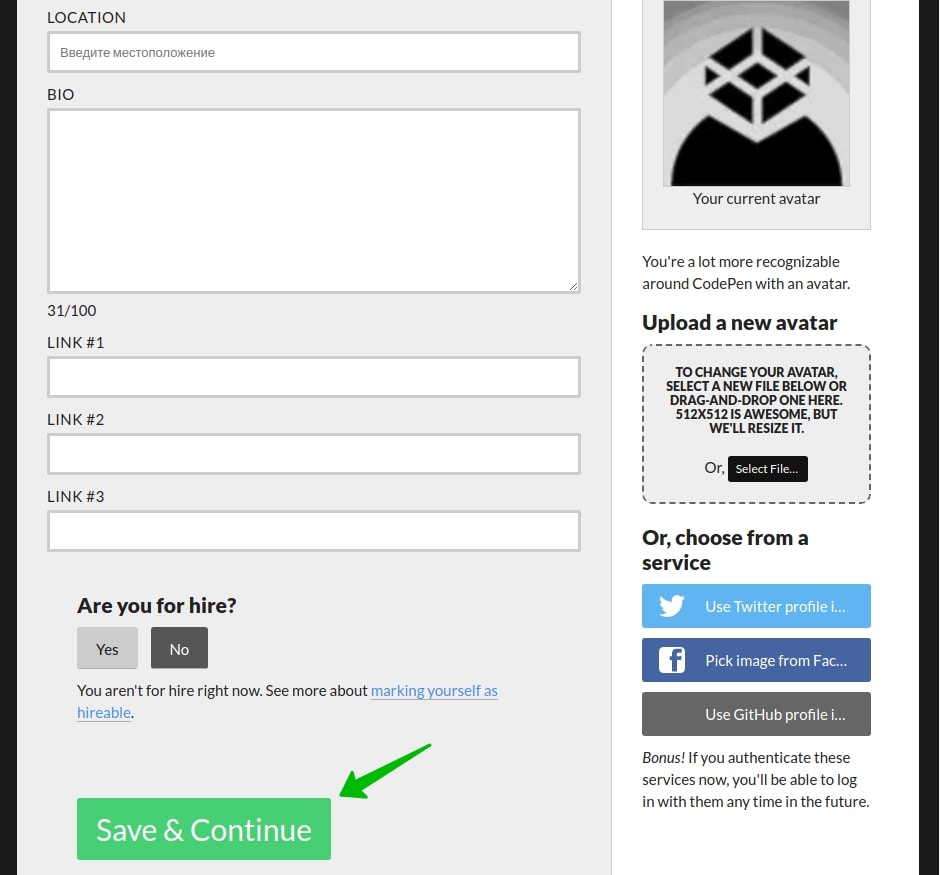 LOCATION
Введите местоположение
BIO
31/100
LINK #1
LINK #2
LINK #3
Are you for hire?
Yes
No
You aren't for hire right now. See more about marking yourself as
hireable.
Save & Continue
Your current avatar
You're a lot more recognizable
around CodePen with an avatar.
Upload a new avatar
TO CHANGE YOUR AVATAR,
SELECT A NEW FILE BELOW OR
DRAG-AND-DROP ONE HERE.
512X512 IS AWESOME, BUT
WE'LL RESIZE IT.
Or, Select File...
Or, choose from a
service
Use Twitter profile i...
Pick image from Fac...
Use GitHub profile i...
Bonus! If you authenticate these
services now, you'll be able to log
in with them any time in the future.